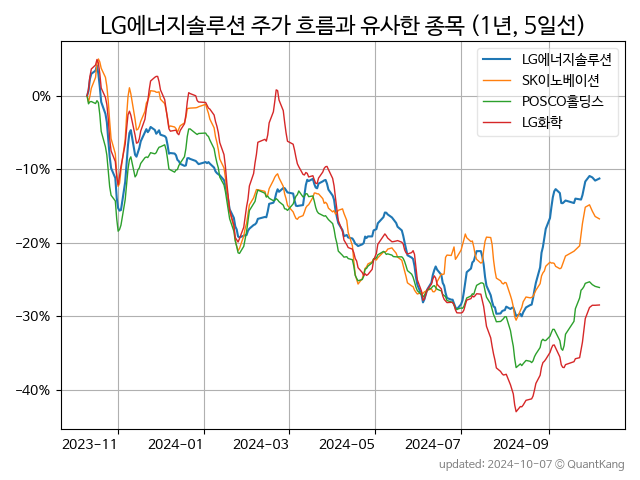 LG에너지솔루션 주가 흐름과 유사한 종목 (1년, 5일선)
LG에너지솔루션
SK이노베이션
POSCO홀딩스
LG화학
0%
−10%
−20%
−30%
−40%
2023-11 2024-01 2024-03 2024-05 2024-07 2024-09
updated: 2024-10-07 © QuantKang